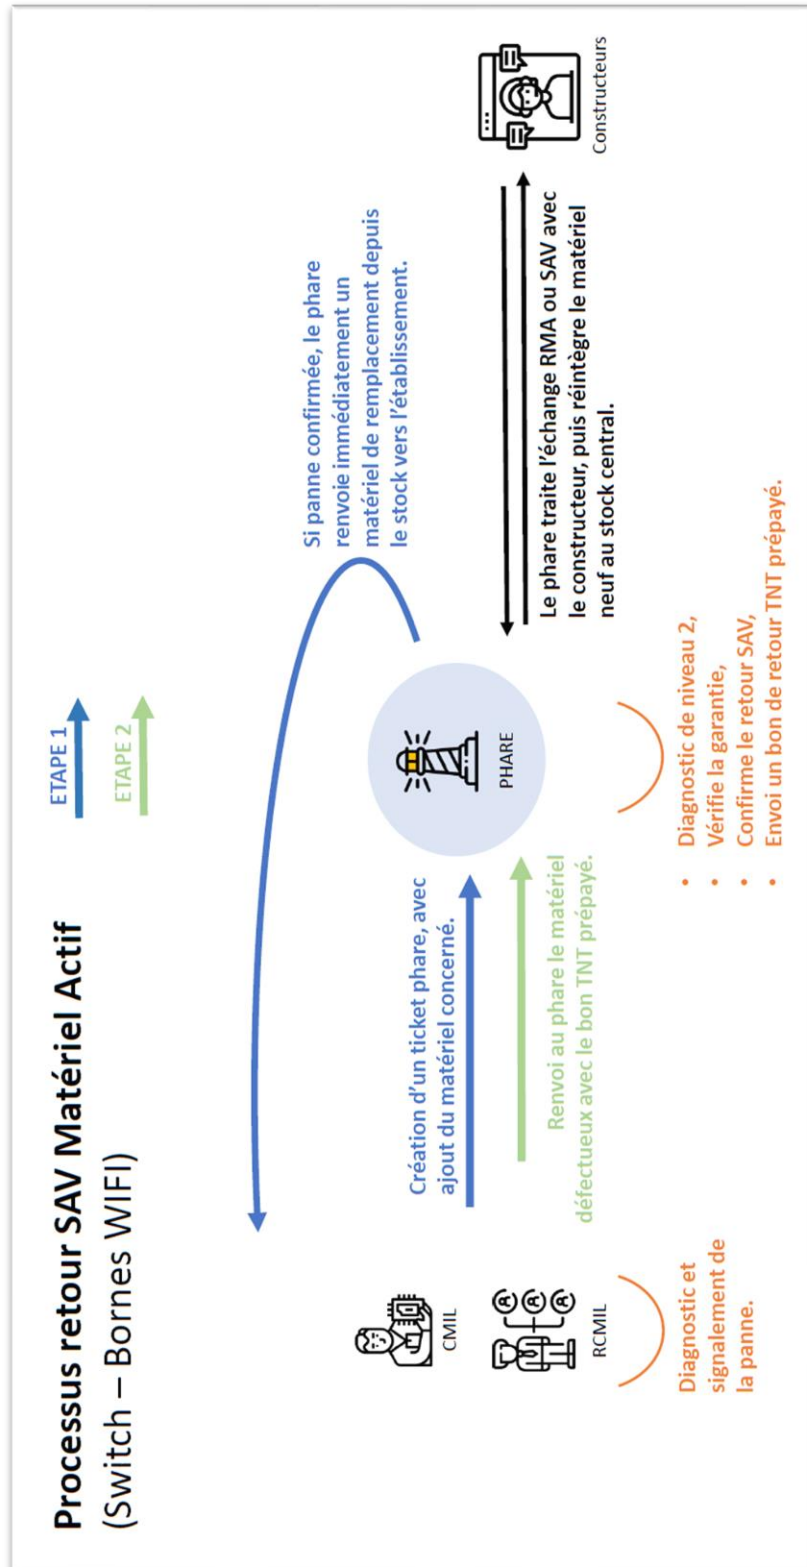 Processus retour SAV Matériel Actif
(Switch – Bornes WIFI)
ETAPE 1
ETAPE 2
Si panne confirmée, le phare
renvoie immédiatement un
matériel de remplacement depuis
le stock vers l’établissement.
Création d’un ticket phare, avec
ajout du matériel concerné.
CMIL
RCMIL
Renvoi au phare le matériel
défectueux avec le bon TNT prépayé.
PHARE
Constructeurs
Le phare traite l’échange RMA ou SAV avec
le constructeur, puis réintègre le matériel
neuf au stock central.
Diagnostic et
signalement de
la panne.
• Diagnostic de niveau 2,
• Vérifie la garantie,
• Confirme le retour SAV,
• Envoi un bon de retour TNT prépayé.